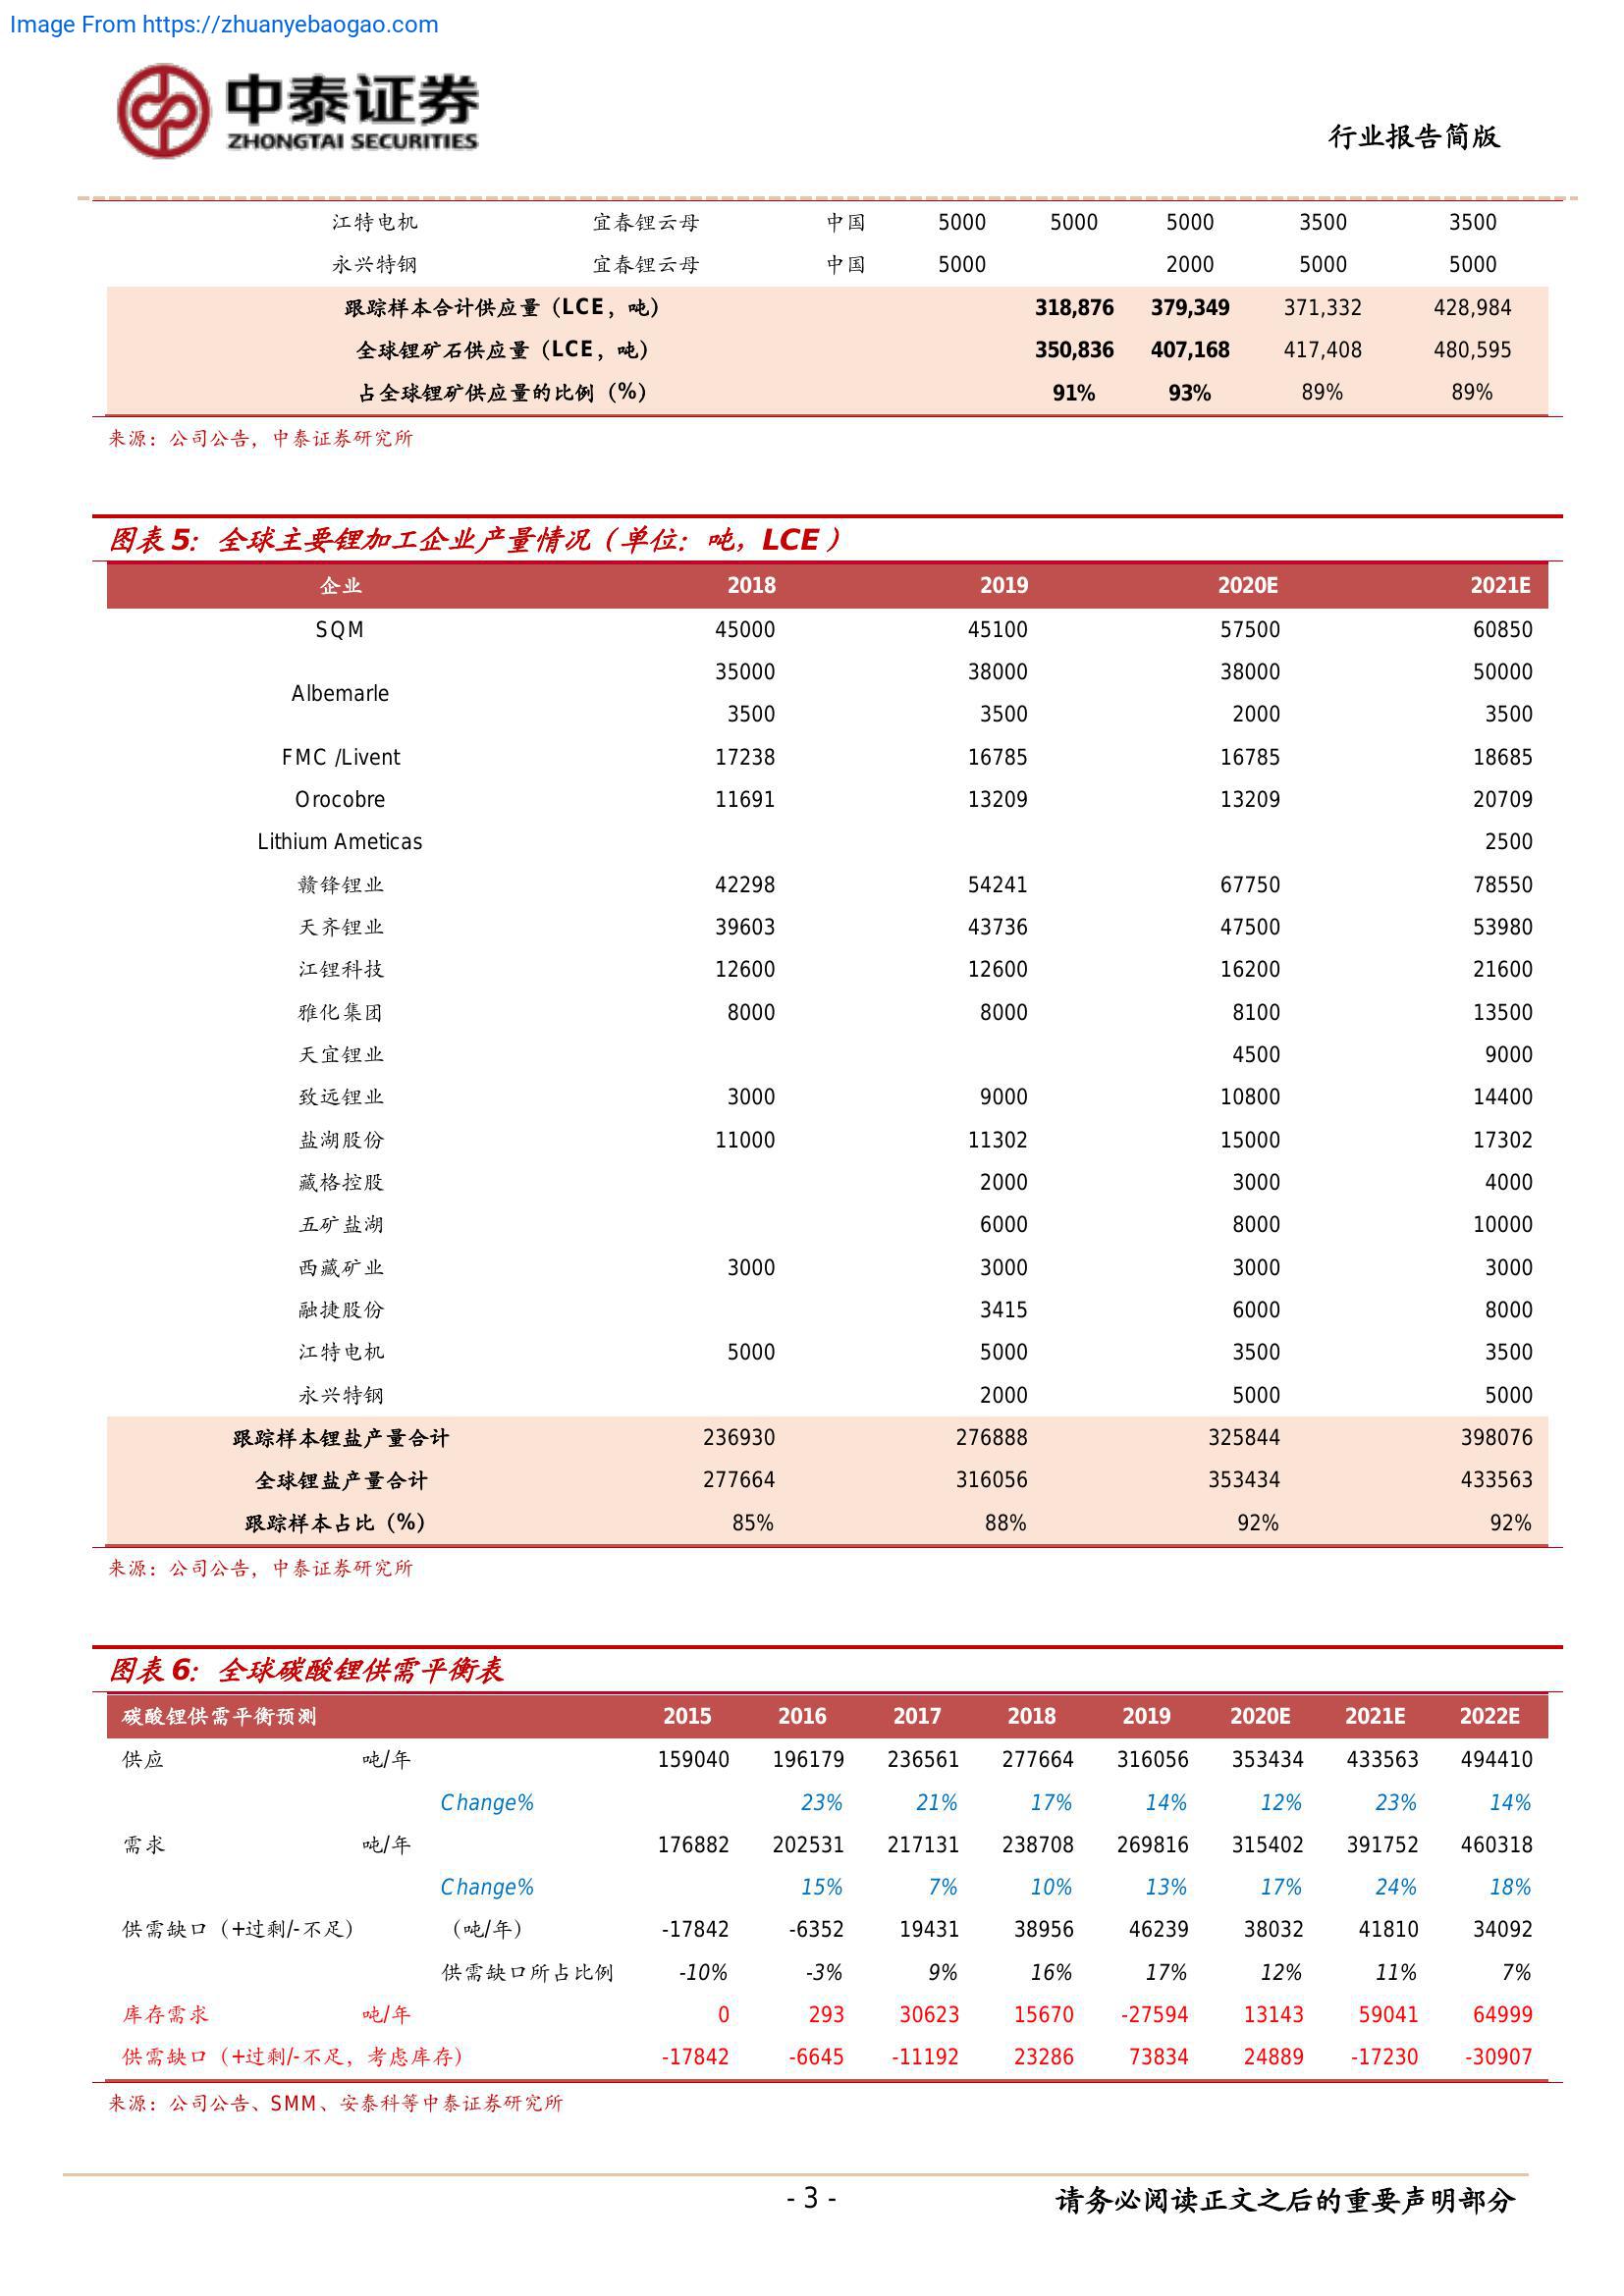 Image From https://zhuanyebaogao.com
中泰证券
ZHONGTAI SECURITIES
行业报告简版
江特电机 宜春锂云母 中国 5000 5000 5000 3500 3500
永兴特钢 宜春锂云母 中国 5000 2000 5000 5000
跟踪样本合计供应量（LCE，吨） 318,876 379,349 371,332 428,984
全球锂矿石供应量（LCE，吨） 350,836 407,168 417,408 480,595
占全球锂矿供应量的比例（%） 91% 93% 89% 89%
来源：公司公告，中泰证券研究所
图表 5：全球主要锂加工企业产量情况（单位：吨，LCE）
企业 2018 2019 2020E 2021E
SQM 45000 45100 57500 60850
35000 38000 38000 50000
Albemarle
3500 3500 2000 3500
FMC /Livent 17238 16785 16785 18685
Orocobre 11691 13209 13209 20709
Lithium Ameticas 2500
赣锋锂业 42298 54241 67750 78550
天齐锂业 39603 43736 47500 53980
江锂科技 12600 12600 16200 21600
雅化集团 8000 8000 8100 13500
天宜锂业 4500 9000
致远锂业 3000 9000 10800 14400
盐湖股份 11000 11302 15000 17302
藏格控股 2000 3000 4000
五矿盐湖 6000 8000 10000
西藏矿业 3000 3000 3000 3000
融捷股份 3415 6000 8000
江特电机 5000 5000 3500 3500
永兴特钢 2000 5000 5000
跟踪样本锂盐产量合计 236930 276888 325844 398076
全球锂盐产量合计 277664 316056 353434 433563
跟踪样本占比（%） 85% 88% 92% 92%
来源：公司公告，中泰证券研究所
图表 6：全球碳酸锂供需平衡表
碳酸锂供需平衡预测 2015 2016 2017 2018 2019 2020E 2021E 2022E
供应 吨/年 159040 196179 236561 277664 316056 353434 433563 494410
Change% 23% 21% 17% 14% 12% 23% 14%
需求 吨/年 176882 202531 217131 238708 269816 315402 391752 460318
Change% 15% 7% 10% 13% 17% 24% 18%
供需缺口（+过剩/-不足） （吨/年） -17842 -6352 19431 38956 46239 38032 41810 34092
供需缺口所占比例 -10% -3% 9% 16% 17% 12% 11% 7%
库存需求 吨/年 0 293 30623 15670 -27594 13143 59041 64999
供需缺口（+过剩/-不足，考虑库存） -17842 -6645 -11192 23286 73834 24889 -17230 -30907
来源：公司公告、SMM、安泰科等中泰证券研究所
- 3 - 请务必阅读正文之后的重要声明部分